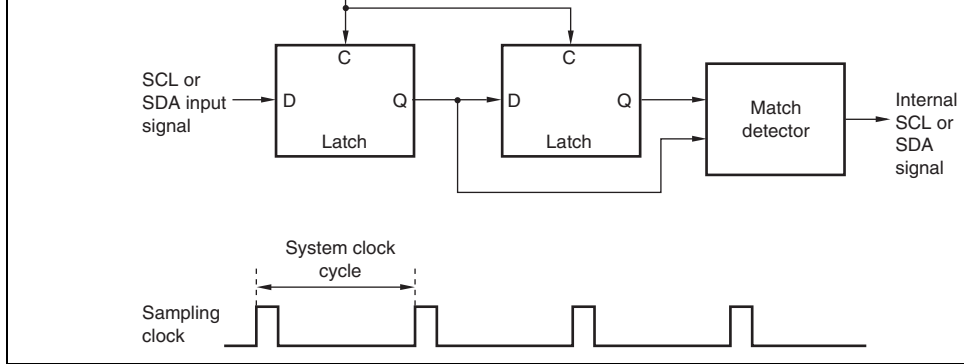 C
C
SCL or
SDA input
signal
D
Q
D
Q
Latch
Latch
Match
detector
Internal
SCL or
SDA
signal
System clock
cycle
Sampling
clock